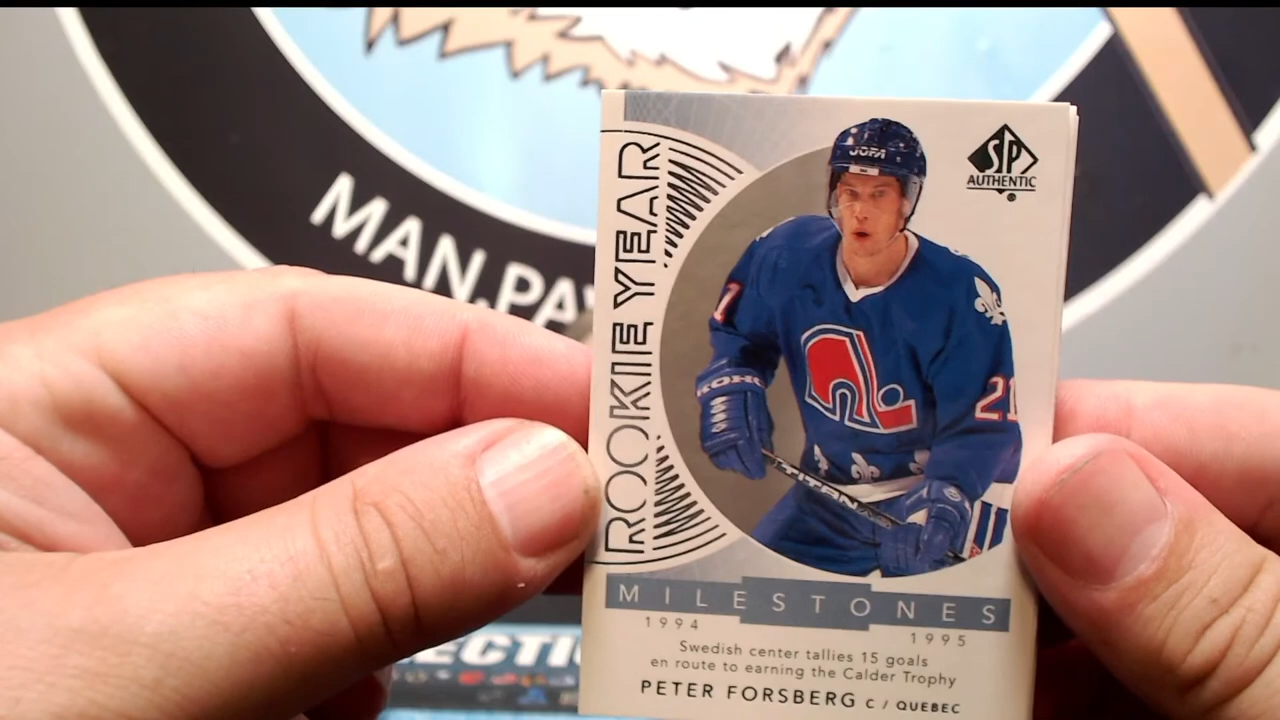 MAN.PA
ROOKIE YEAR
JOFA
SP
AUTHENTIC
KOHO
21
TITAN
MILESTONES
1994
1995
Swedish center tallies 15 goals
en route to earning the Calder Trophy
PETER FORSBERG C / QUEBEC
ECTI